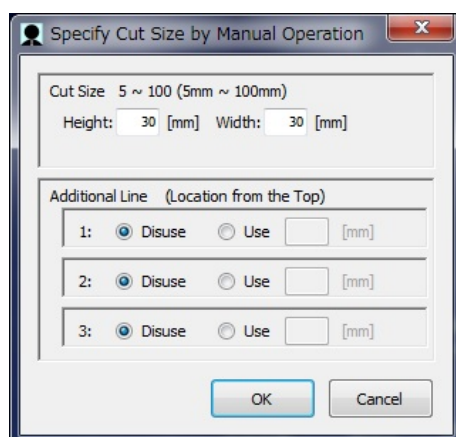 Specify Cut Size by Manual Operation
Cut Size 5 ~ 100 (5mm ~ 100mm)
Height: 30 [mm] Width: 30 [mm]
Additional Line (Location from the Top)
1: Disuse Use [mm]
2: Disuse Use [mm]
3: Disuse Use [mm]
OK Cancel